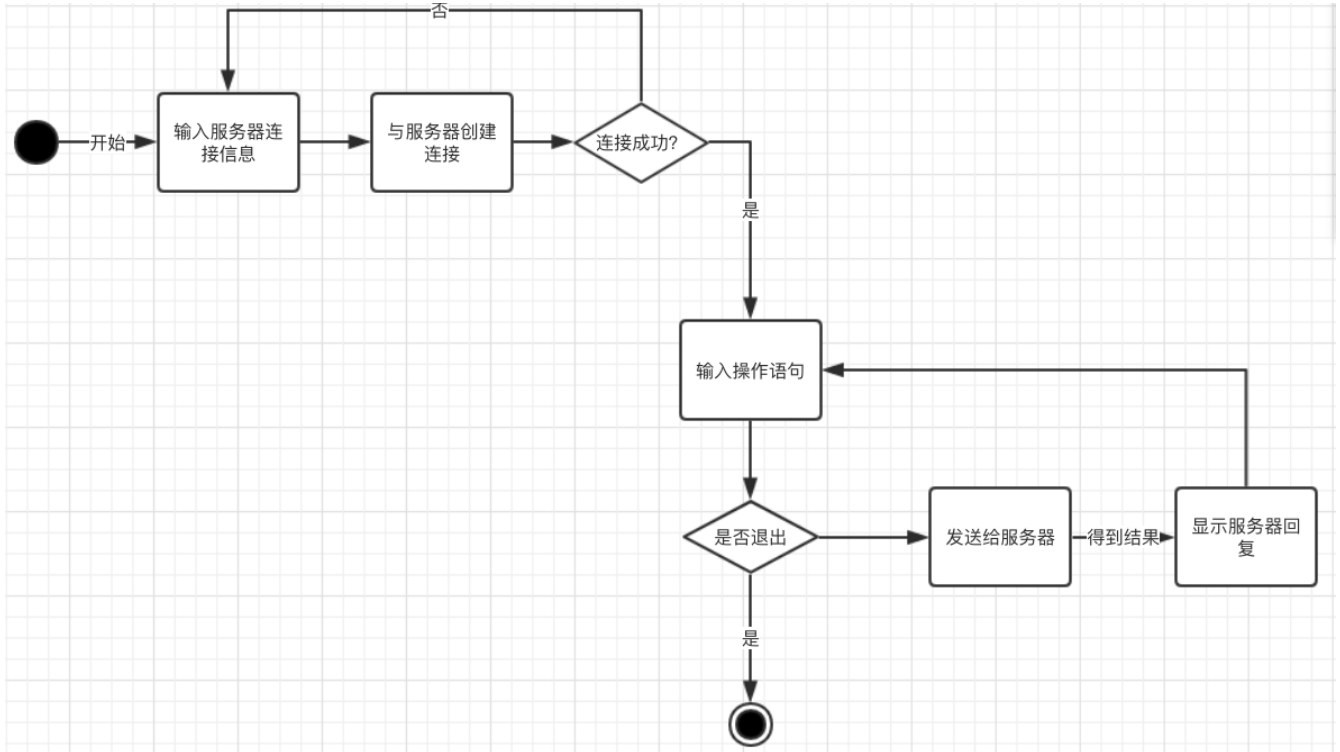 否
开始
输入服务器连
接信息
与服务器创建
连接
连接成功?
是
输入操作语句
是否退出
发送给服务器
得到结果
显示服务器回
复
是